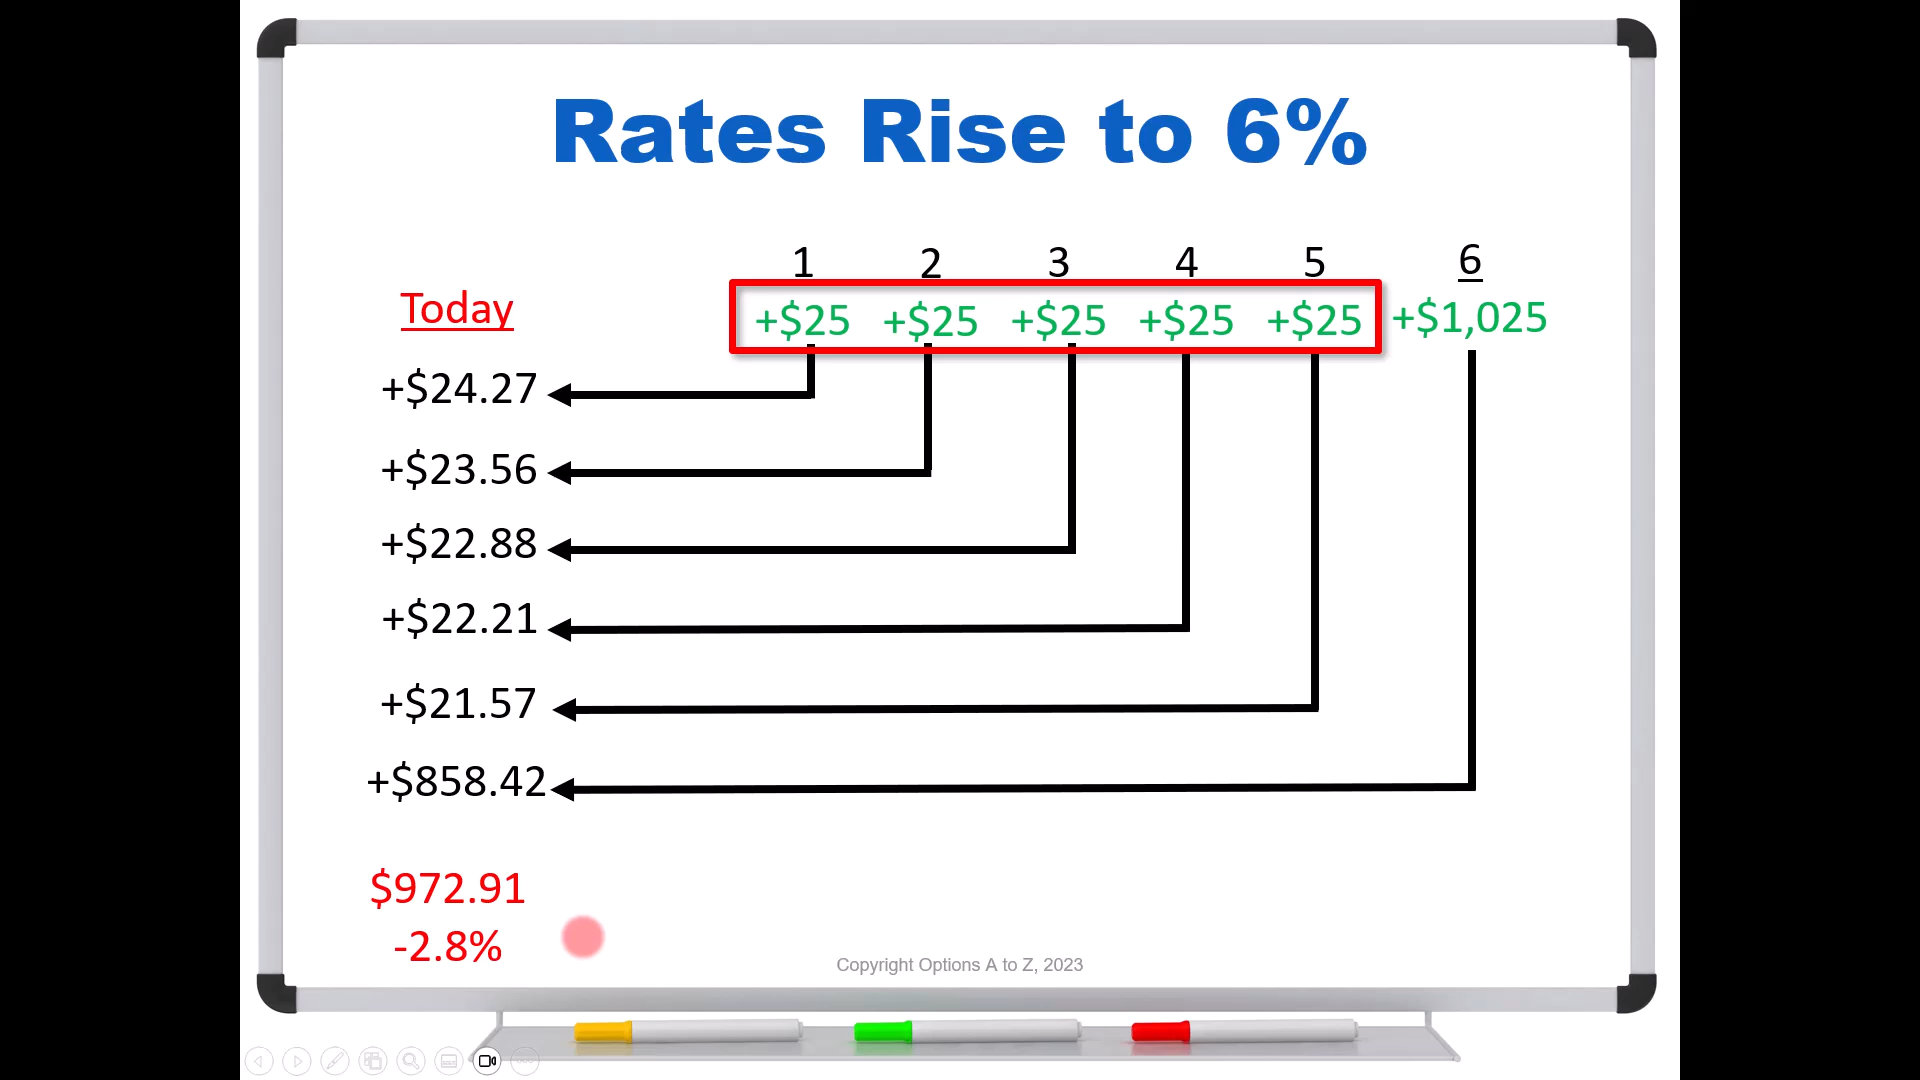 Rates Rise to 6%
1 2 3 4 5 6
Today
+$25 +$25 +$25 +$25 +$25 +$1,025
+$24.27
+$23.56
+$22.88
+$22.21
+$21.57
+$858.42
$972.91
-2.8%
Copyright Options A to Z, 2023